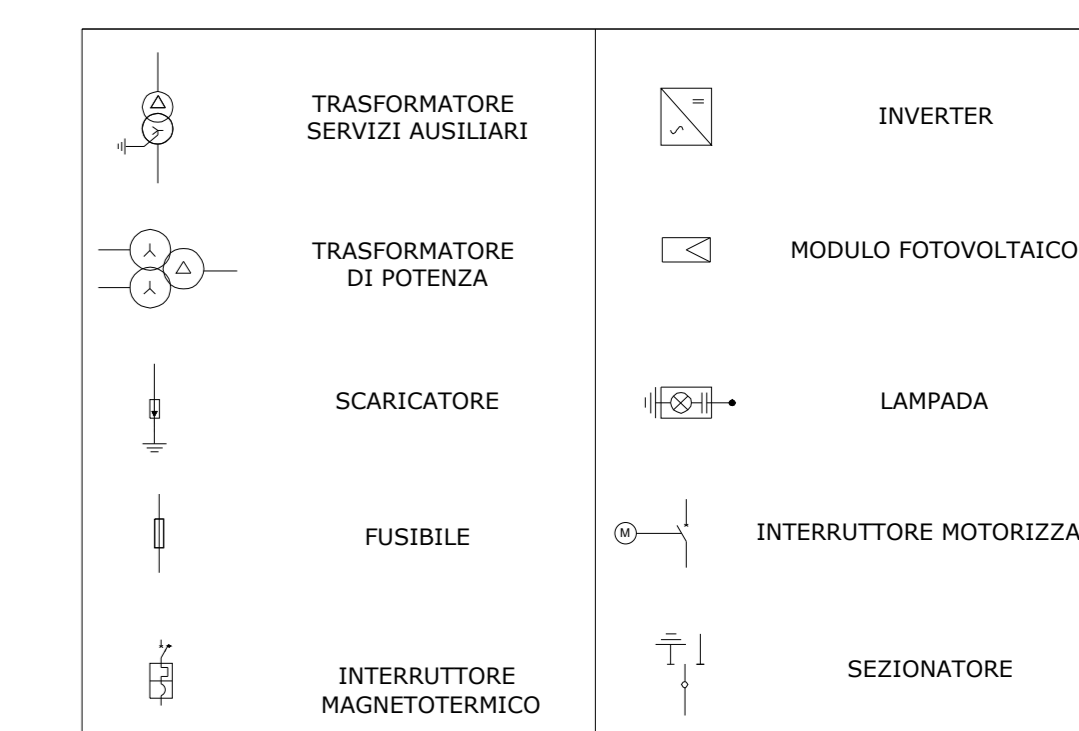 TRASFORMATORE
SERVIZI AUSILIARI
TRASFORMATORE
DI POTENZA
SCARICATORE
FUSIBILE
INTERRUTTORE
MAGNETOTERMICO
INVERTER
MODULO FOTOVOLTAICO
LAMPADA
M
INTERRUTTORE MOTORIZZA
SEZIONATORE